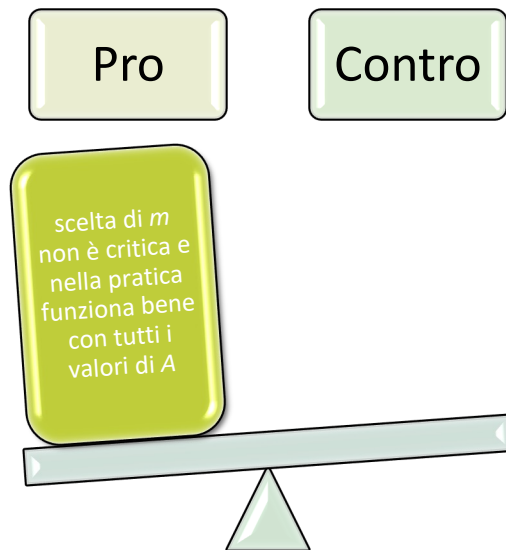 Pro
Contro
scelta di m
non è critica e
nella pratica
funziona bene
con tutti i
valori di A